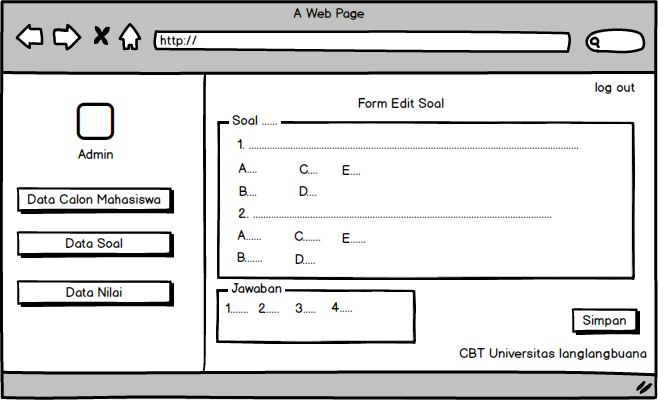 A Web Page
http://
log out
Form Edit Soal
Admin
Data Calon Mahasiswa
Data Soal
Data Nilai
Soal ......
1. ..............................................................................................................
A.... C.... E....
B.... D....
2. ....................................................................................................
A...... C....... E......
B....... D.....
Jawaban
1....... 2..... 3..... 4.....
Simpan
CBT Universitas langlangbuana